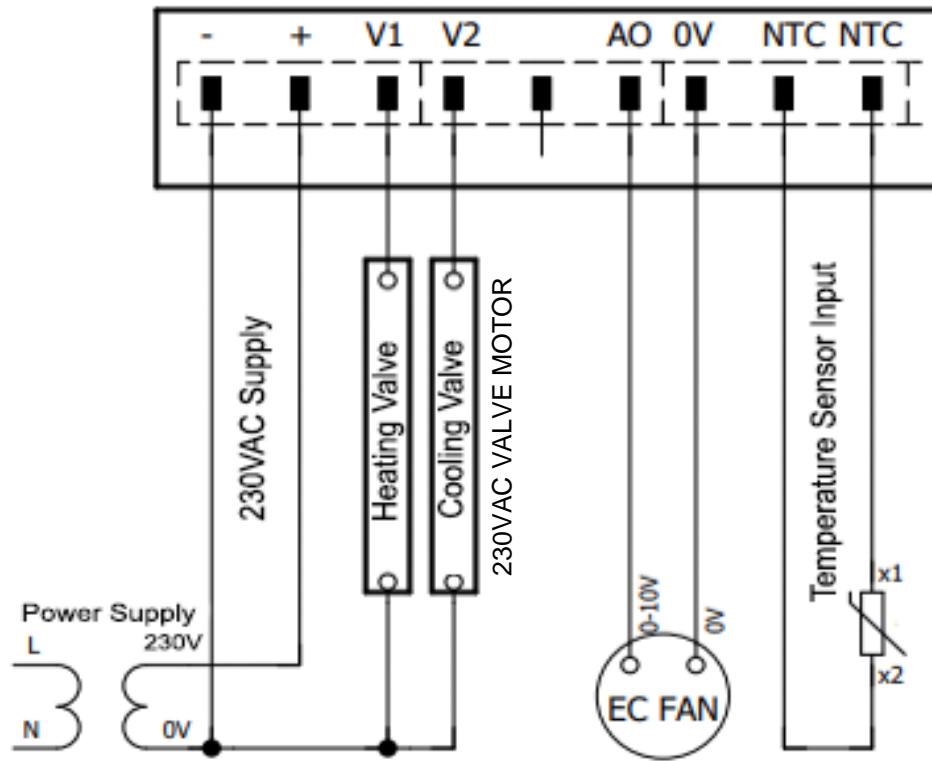 - + V1 V2 AO 0V NTC NTC
230VAC Supply
Heating Valve
Cooling Valve
230VAC VALVE MOTOR
Temperature Sensor Input
Power Supply
L
230V
N
0V
0-10V
0V
EC FAN
x1
x2